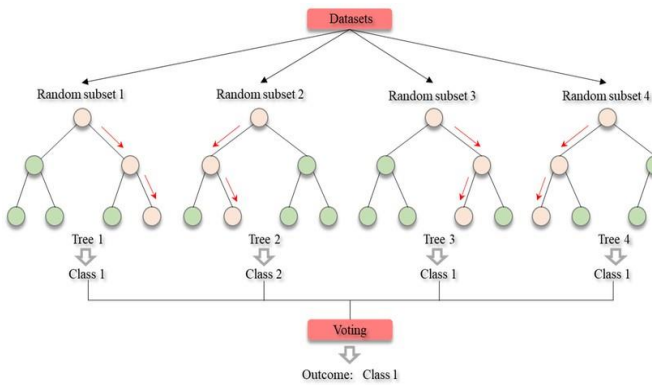 Datasets
Random subset 1
Random subset 2
Random subset 3
Random subset 4
Tree 1
Tree 2
Tree 3
Tree 4
Class 1
Class 2
Class 1
Class 1
Voting
Outcome: Class 1